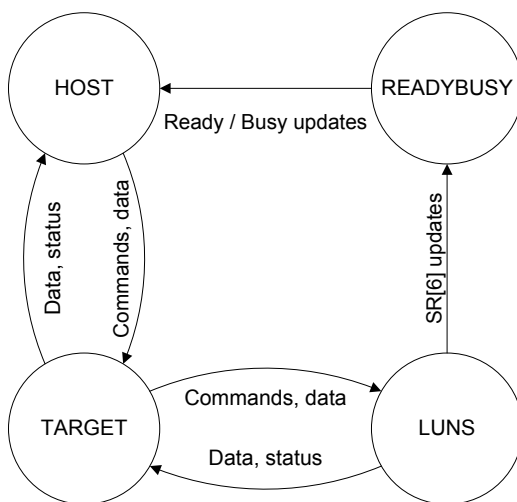 HOST
READYBUSY
Ready / Busy updates
Data, status
Commands, data
SR[6] updates
TARGET
Commands, data
Data, status
LUNS